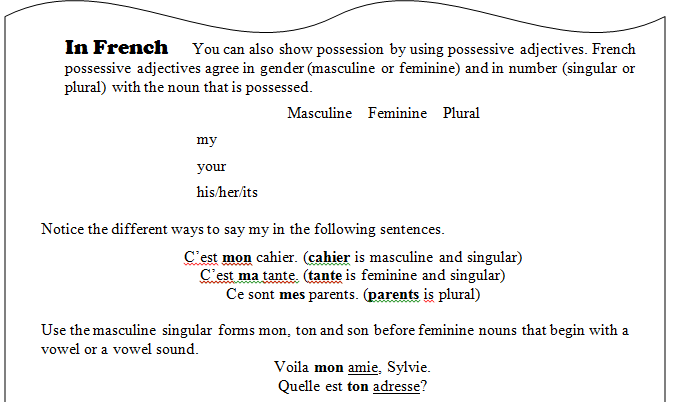 In French You can also show possession by using possessive adjectives. French
possessive adjectives agree in gender (masculine or feminine) and in number (singular or
plural) with the noun that is possessed.
Masculine Feminine Plural
my
your
his/her/its
Notice the different ways to say my in the following sentences.
C'est mon cahier. (cahier is masculine and singular)
C'est ma tante. (tante is feminine and singular)
Ce sont mes parents. (parents is plural)
Use the masculine singular forms mon, ton and son before feminine nouns that begin with a
vowel or a vowel sound.
Voila mon amie, Sylvie.
Quelle est ton adresse?